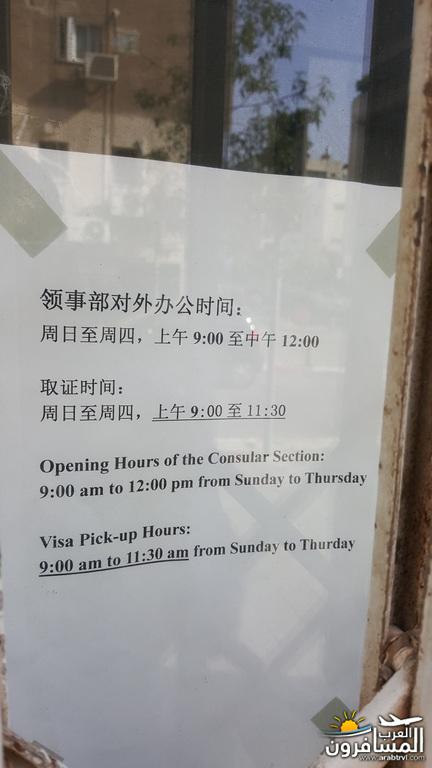 领事部对外办公时间：
周日至周四，上午 9:00 至中午 12:00
取证时间：
周日至周四，上午 9:00 至 11:30
Opening Hours of the Consular Section:
9:00 am to 12:00 pm from Sunday to Thursday
Visa Pick-up Hours:
9:00 am to 11:30 am from Sunday to Thurday
العرب
المسافرون
www.arabtrvl.com